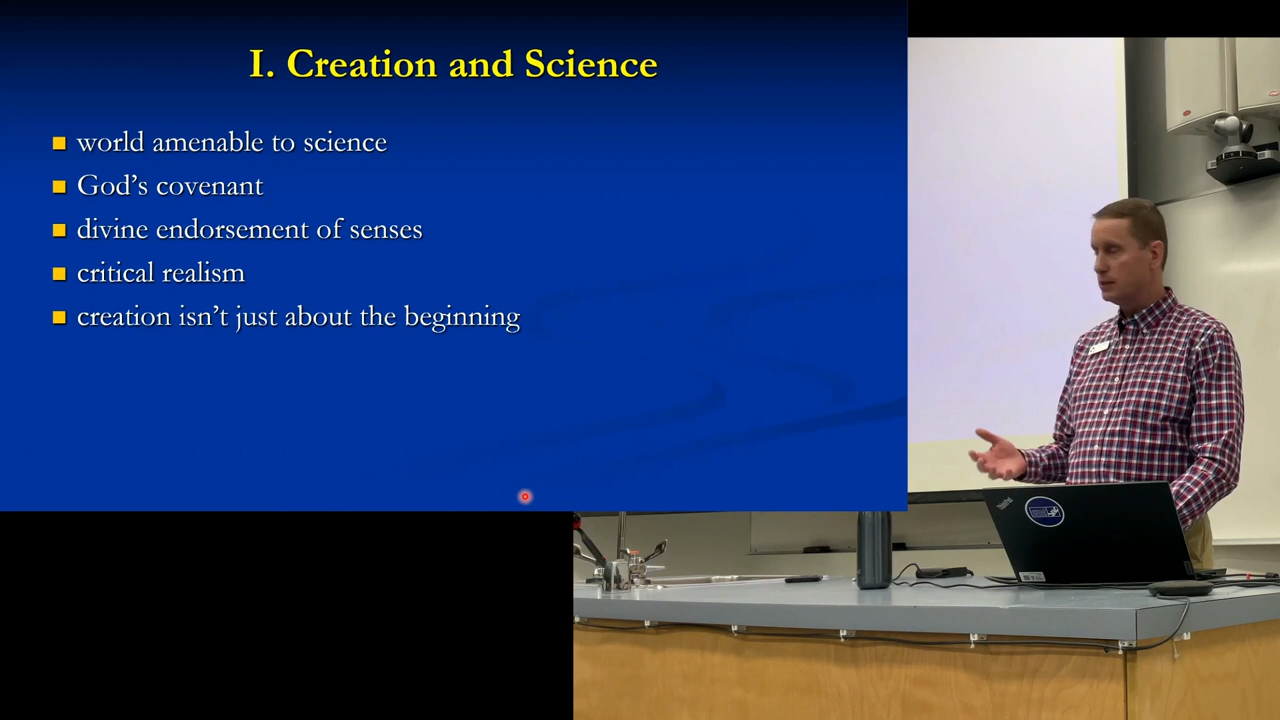 I. Creation and Science
world amenable to science
God's covenant
divine endorsement of senses
critical realism
creation isn't just about the beginning
ThinkPad